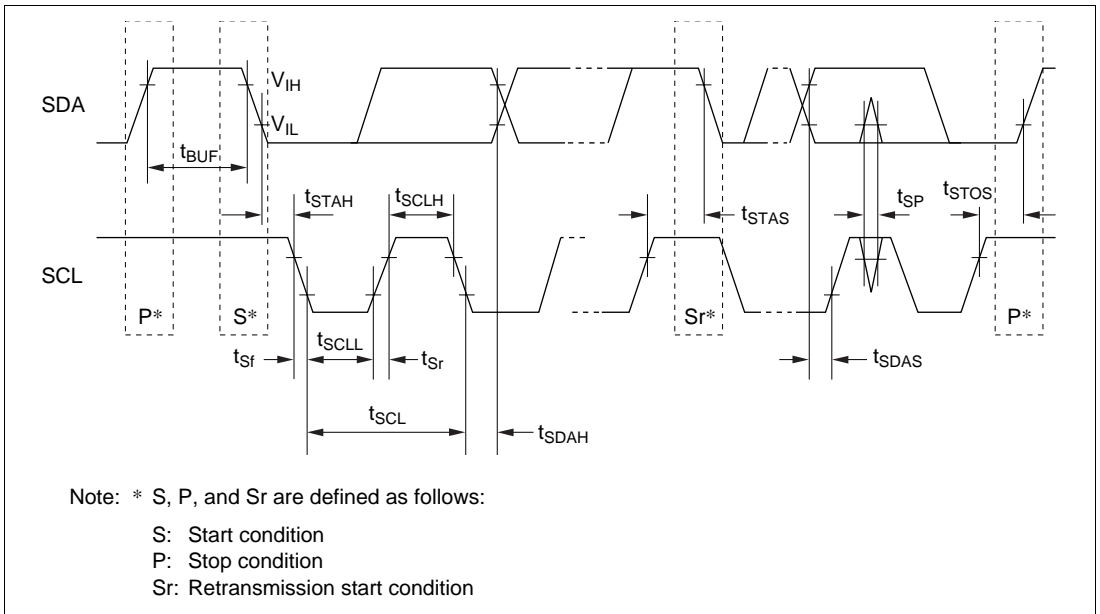 SDA
VIH
VIL
tBUF
tSTAH
tSCLH
tSTAS
tSP
tSTOS
SCL
P*
S*
Sr*
P*
tSf
tSCLL
tSr
tSDAS
tSCL
tSDAH
Note: * S, P, and Sr are defined as follows:
S: Start condition
P: Stop condition
Sr: Retransmission start condition